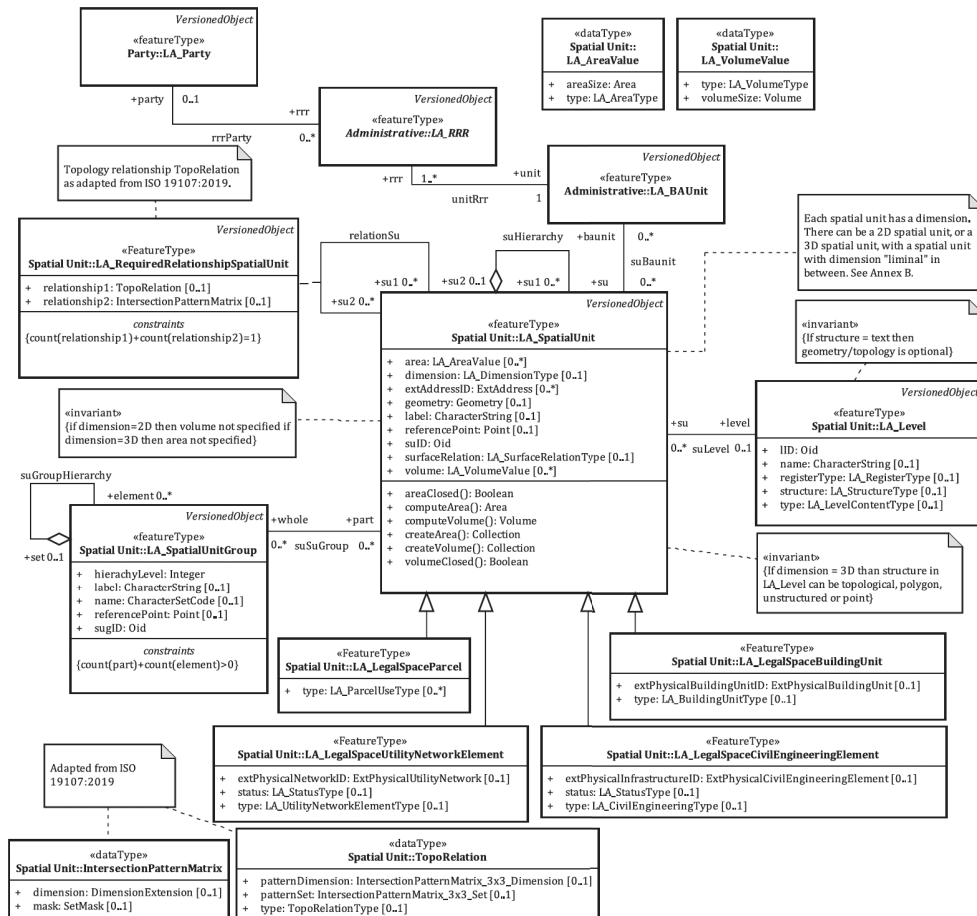 VersionedObject
«featureType»
Party::LA_Party
+party
0..1
+rrr
rrrParty
0..*
VersionedObject
«featureType»
Administrative::LA_RRR
«dataType»
Spatial Unit::
LA_AreaValue
+ areaSize: Area
+ type: LA_AreaType
«dataType»
Spatial Unit::
LA_VolumeValue
+ type: LA_VolumeType
+ volumeSize: Volume
+rrr
1..*
+unit
unitRrr
1
VersionedObject
«featureType»
Administrative::LA_BAUnit
Topology relationship TopoRelation
as adapted from ISO 19107:2019.
VersionedObject
«FeatureType»
Spatial Unit::LA_RequiredRelationshipSpatialUnit
+ relationship1: TopoRelation [0..1]
+ relationship2: IntersectionPatternMatrix [0..1]
constraints
{count(relationship1)+count(relationship2)=1}
relationSu
+su1 0..*
+su2 0..*
suHierarchy
+su2 0..1
+su1 0..*
+baunit
0..*
suBaunit
+su
0..*
Each spatial unit has a dimension.
There can be a 2D spatial unit, or a
3D spatial unit, with a spatial unit
with dimension "liminal" in
between. See Annex B.
VersionedObject
«featureType»
Spatial Unit::LA_SpatialUnit
+ area: LA_AreaValue [0..*]
+ dimension: LA_DimensionType [0..1]
+ extAddressID: ExtAddress [0..*]
+ geometry: Geometry [0..1]
+ label: CharacterString [0..1]
+ referencePoint: Point [0..1]
+ suID: Oid
+ surfaceRelation: LA_SurfaceRelationType [0..1]
+ volume: LA_VolumeValue [0..*]
+ areaClosed(): Boolean
+ computeArea(): Area
+ computeVolume(): Volume
+ createArea(): Collection
+ createVolume(): Collection
+ volumeClosed(): Boolean
«invariant»
{If structure = text then
geometry/topology is optional}
«invariant»
{if dimension=2D then volume not specified if
dimension=3D then area not specified}
+su
+level
0..*
suLevel
0..1
VersionedObject
«featureType»
Spatial Unit::LA_Level
+ lID: Oid
+ name: CharacterString [0..1]
+ registerType: LA_RegisterType [0..1]
+ structure: LA_StructureType [0..1]
+ type: LA_LevelContentType [0..1]
suGroupHierarchy
+element 0..*
+set 0..1
VersionedObject
«featureType»
Spatial Unit::LA_SpatialUnitGroup
+ hierachyLevel: Integer
+ label: CharacterString [0..1]
+ name: CharacterSetCode [0..1]
+ referencePoint: Point [0..1]
+ sugID: Oid
constraints
{count(part)+count(element)>0}
+whole
+part
0..*
suSuGroup
0..*
«invariant»
{If dimension = 3D than structure in
LA_Level can be topological, polygon,
unstructured or point}
«FeatureType»
Spatial Unit::LA_LegalSpaceParcel
+ type: LA_ParcelUseType [0..*]
«FeatureType»
Spatial Unit::LA_LegalSpaceBuildingUnit
+ extPhysicalBuildingUnitID: ExtPhysicalBuildingUnit [0..1]
+ type: LA_BuildingUnitType [0..1]
«FeatureType»
Spatial Unit::LA_LegalSpaceUtilityNetworkElement
+ extPhysicalNetworkID: ExtPhysicalUtilityNetwork [0..1]
+ status: LA_StatusType [0..1]
+ type: LA_UtilityNetworkElementType [0..1]
«FeatureType»
Spatial Unit::LA_LegalSpaceCivilEngineeringElement
+ extPhysicalInfrastructureID: ExtPhysicalCivilEngineeringElement [0..1]
+ status: LA_StatusType [0..1]
+ type: LA_CivilEngineeringType [0..1]
Adapted from ISO
19107:2019
«dataType»
Spatial Unit::IntersectionPatternMatrix
+ dimension: DimensionExtension [0..1]
+ mask: SetMask [0..1]
«dataType»
Spatial Unit::TopoRelation
+ patternDimension: IntersectionPatternMatrix_3x3_Dimension [0..1]
+ patternSet: IntersectionPatternMatrix_3x3_Set [0..1]
+ type: TopoRelationType [0..1]